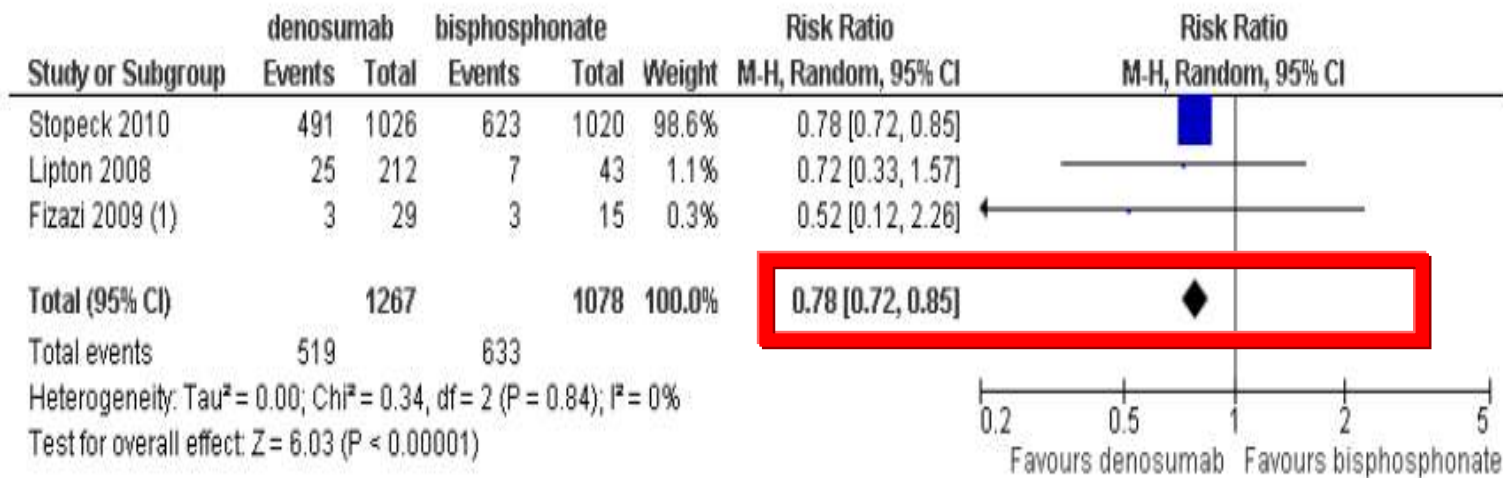 denosumab bisphosphonate Risk Ratio Risk Ratio
Study or Subgroup Events Total Events Total Weight M-H, Random, 95% CI M-H, Random, 95% CI
Stopeck 2010 491 1026 623 1020 98.6% 0.78 [0.72, 0.85]
Lipton 2008 25 212 7 43 1.1% 0.72 [0.33, 1.57]
Fizazi 2009 (1) 3 29 3 15 0.3% 0.52 [0.12, 2.26]
Total (95% CI) 1267 1078 100.0% 0.78 [0.72, 0.85]
Total events 519 633
Heterogeneity: Tau² = 0.00; Chi² = 0.34, df = 2 (P = 0.84); I² = 0%
Test for overall effect: Z = 6.03 (P < 0.00001)
0.2 0.5 1 2 5
Favours denosumab Favours bisphosphonate